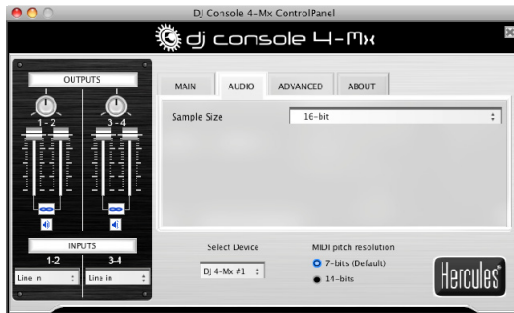 DJ Console 4-Mx ControlPanel
dj console 4-Mx
OUTPUTS
1-2
3-4
INPUTS
1-2
3-4
Line in
Line in
MAIN
AUDIO
ADVANCED
ABOUT
Sample Size
16-bit
Select Device
DJ 4-Mx #1
MIDI pitch resolution
7-bits (Default)
14-bits
Hercules